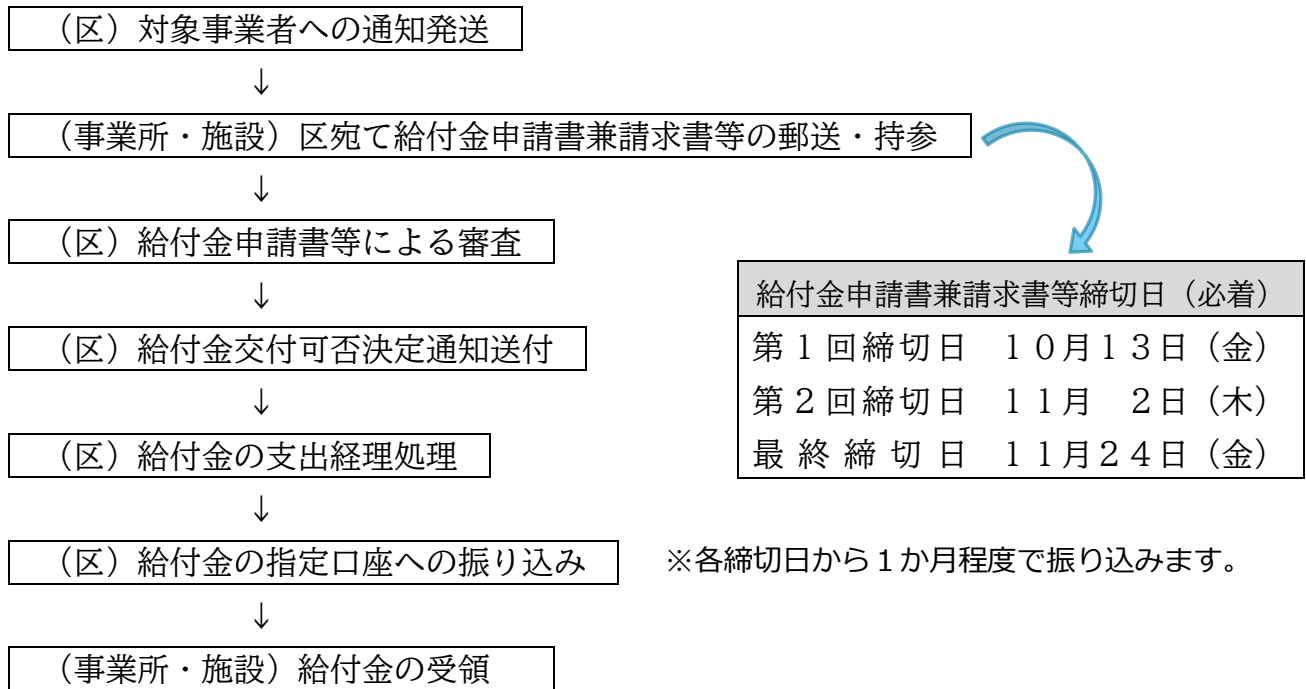 （区）対象事業者への通知発送
↓
（事業所・施設）区宛て給付金申請書兼請求書等の郵送・持参
↓
（区）給付金申請書等による審査
↓
（区）給付金交付可否決定通知送付
↓
（区）給付金の支出経理処理
↓
（区）給付金の指定口座への振り込み
↓
（事業所・施設）給付金の受領
給付金申請書兼請求書等締切日（必着）
第１回締切日　１０月１３日（金）
第２回締切日　１１月　２日（木）
最終締切日　１１月２４日（金）
※各締切日から１か月程度で振り込みます。